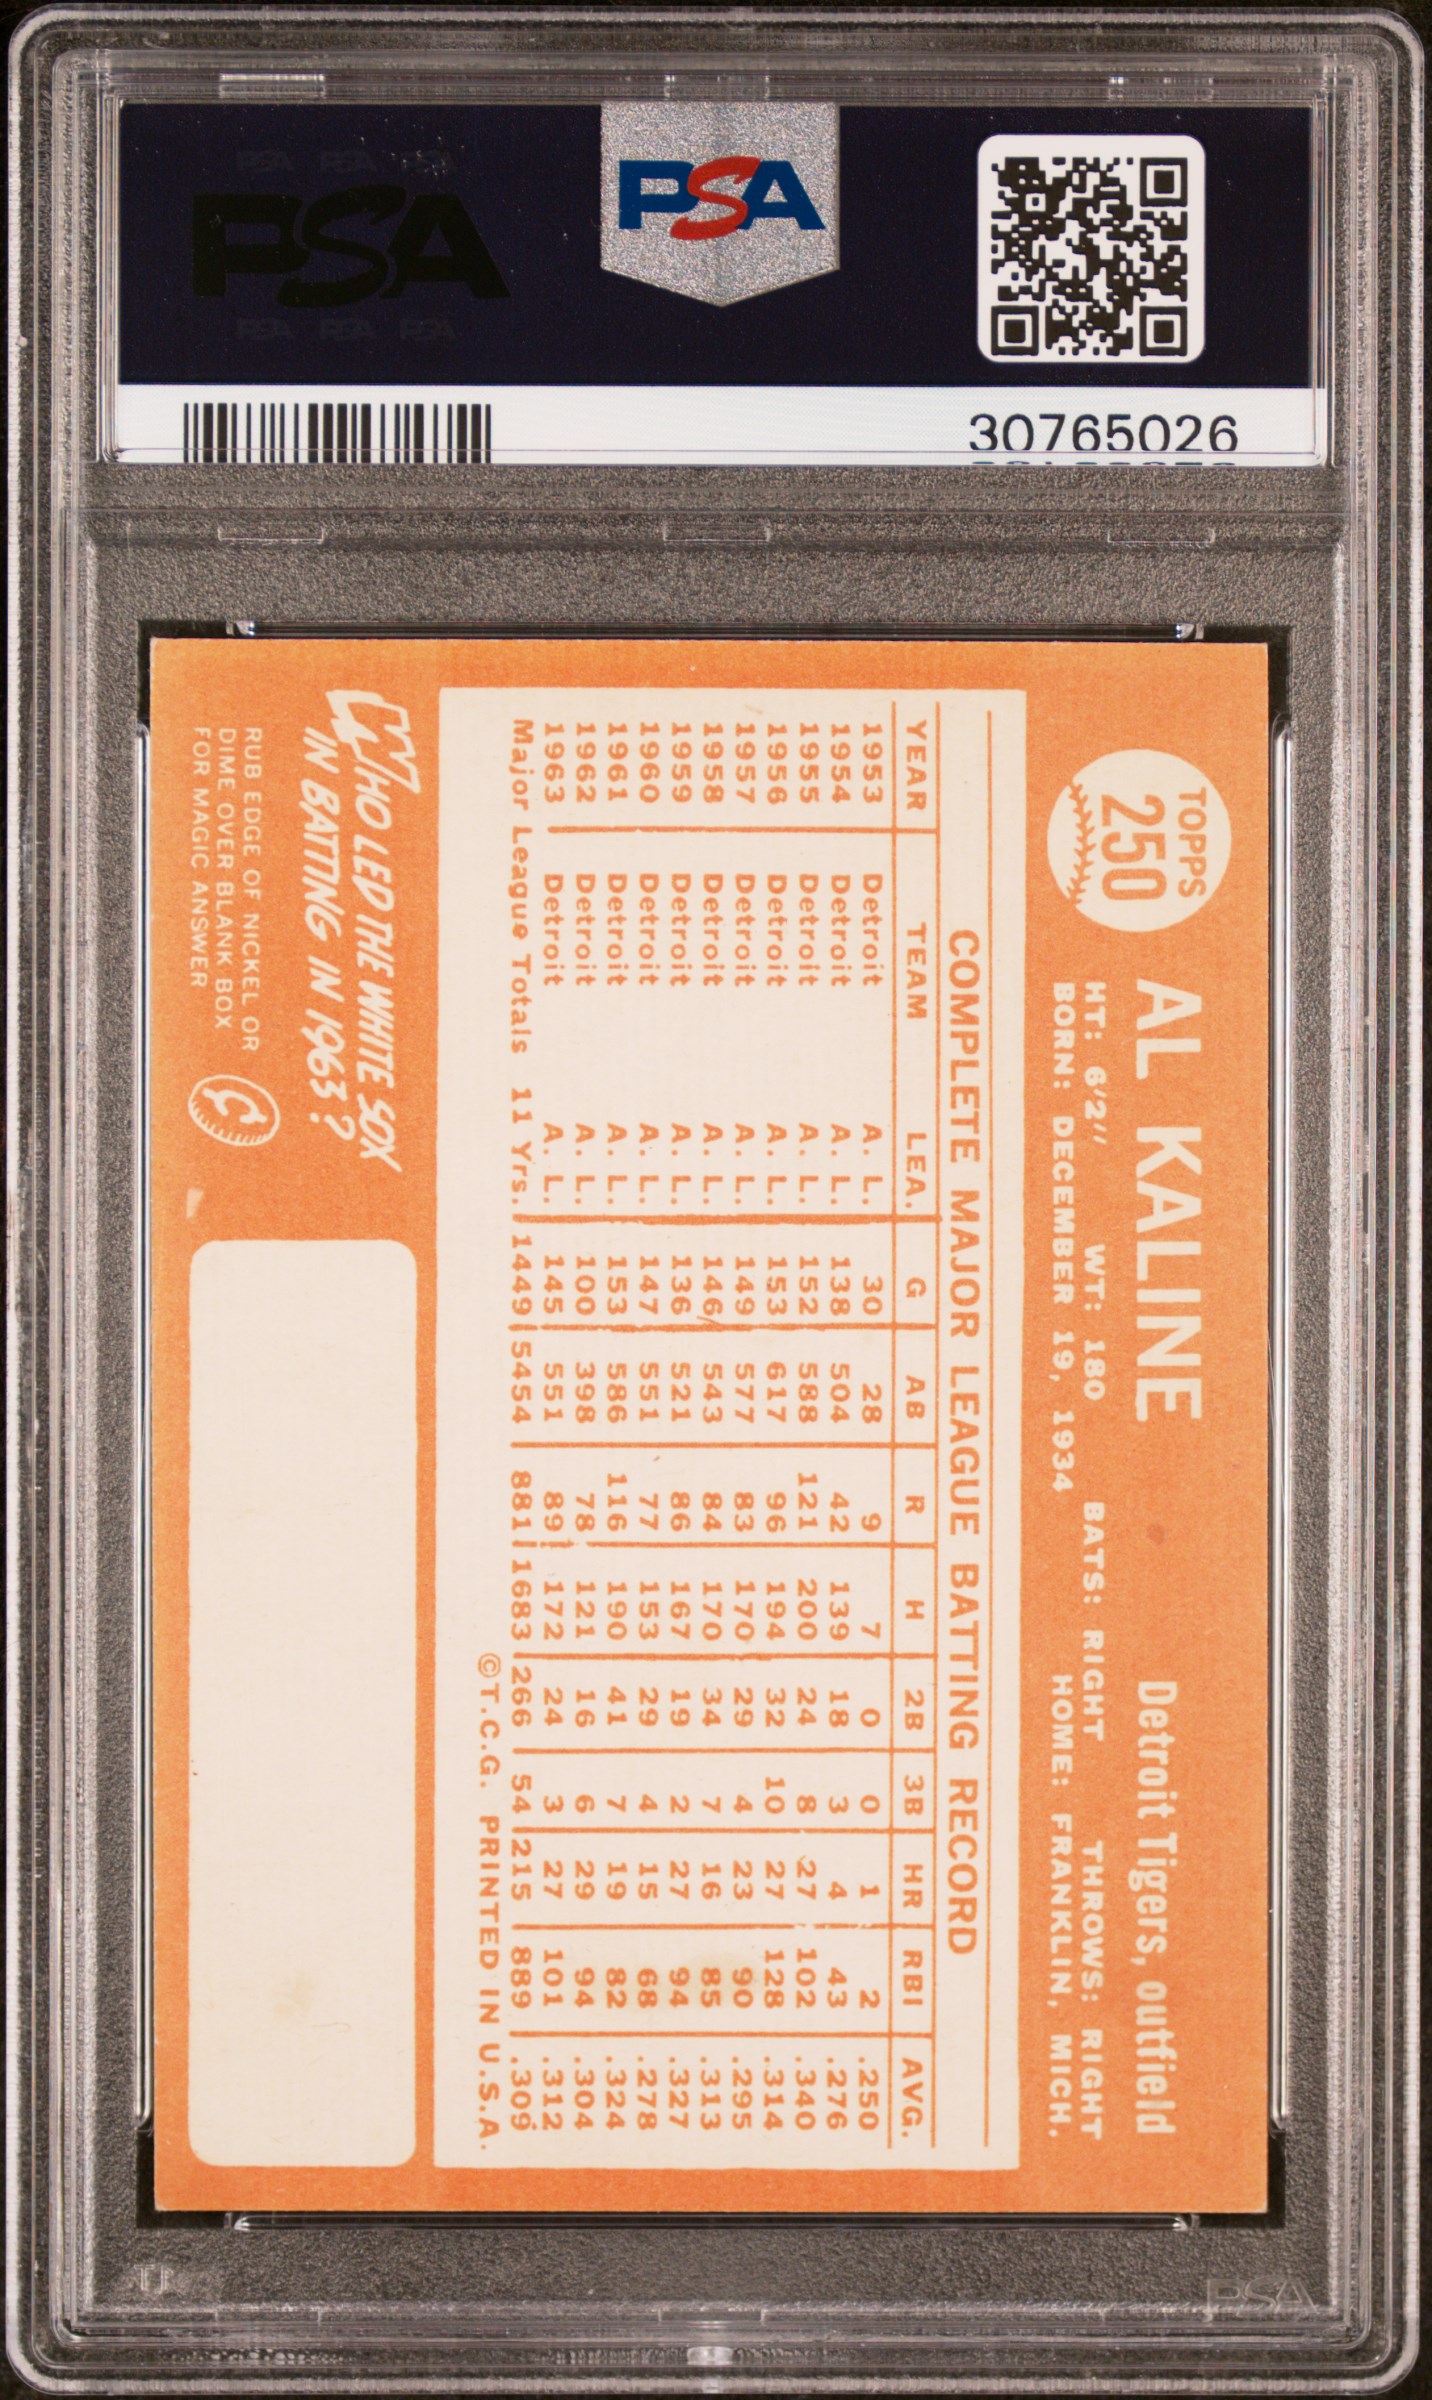 PSA PSA PSA
PSA
PSA PSA PSA
PSA
30765026
TOPPS
250
AL KALINE Detroit Tigers, outfield
HT: 6'2" WT: 180 BATS: RIGHT THROWS: RIGHT
BORN: DECEMBER 19, 1934 HOME: FRANKLIN, MICH.
COMPLETE MAJOR LEAGUE BATTING RECORD
YEAR TEAM LEA. G AB R H 2B 3B HR RBI AVG.
1953 Detroit A. L. 30 28 9 7 0 0 1 2 .250
1954 Detroit A. L. 138 504 42 139 18 3 4 43 .276
1955 Detroit A. L. 152 588 121 200 24 8 27 102 .340
1956 Detroit A. L. 153 617 96 194 32 10 27 128 .314
1957 Detroit A. L. 149 577 83 170 29 4 23 90 .295
1958 Detroit A. L. 146 543 84 170 34 7 16 85 .313
1959 Detroit A. L. 136 521 86 167 19 2 27 94 .327
1960 Detroit A. L. 147 551 77 153 29 4 15 68 .278
1961 Detroit A. L. 153 586 116 190 41 7 19 82 .324
1962 Detroit A. L. 100 398 78 121 16 6 29 94 .304
1963 Detroit A. L. 145 551 89 172 24 3 27 101 .312
Major League Totals 11 Yrs. 1449 5454 881 1683 266 54 215 889 .309
©T.C.G. PRINTED IN U.S.A.
WHO LED THE WHITE SOX
IN BATTING IN 1963?
RUB EDGE OF NICKEL OR
DIME OVER BLANK BOX
FOR MAGIC ANSWER
PSA